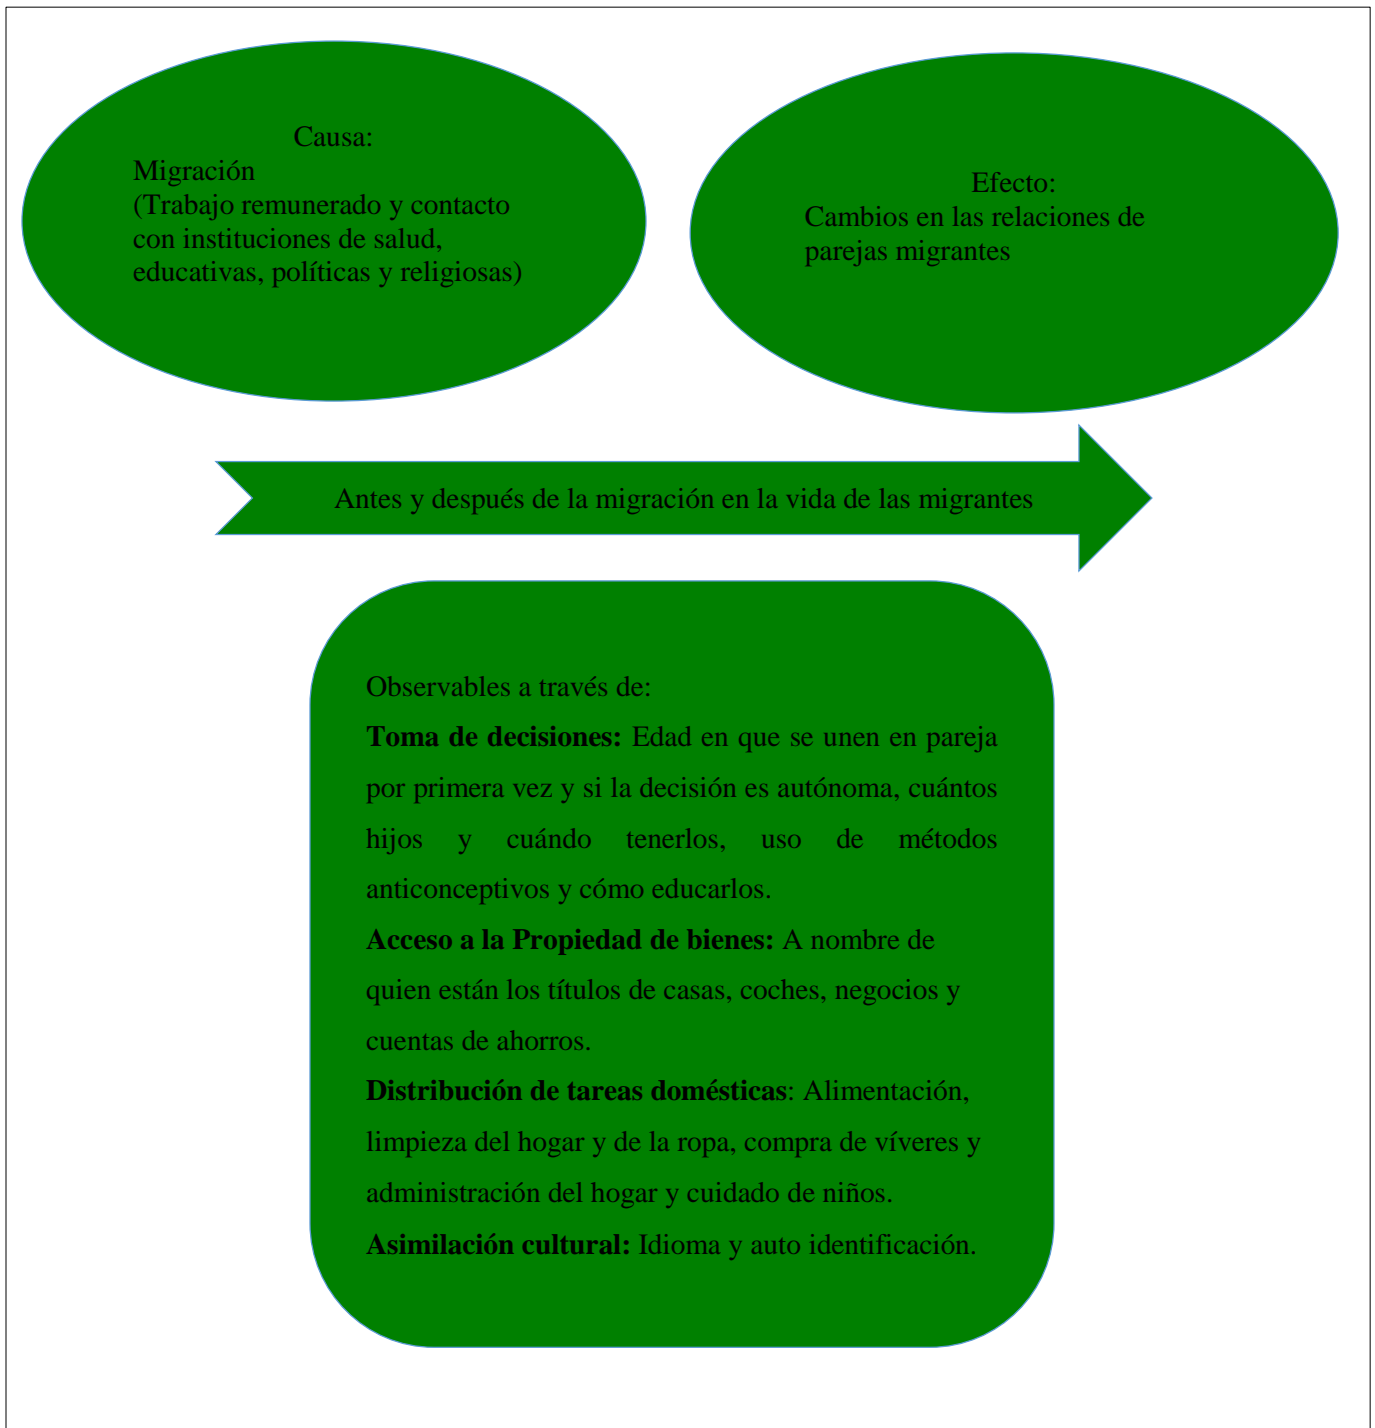 Causa:
Migración
(Trabajo remunerado y contacto
con instituciones de salud,
educativas, políticas y religiosas)
Efecto:
Cambios en las relaciones de
parejas migrantes
Antes y después de la migración en la vida de las migrantes
Observables a través de:
Toma de decisiones: Edad en que se unen en pareja
por primera vez y si la decisión es autónoma, cuántos
hijos y cuándo tenerlos, uso de métodos
anticonceptivos y cómo educarlos.
Acceso a la Propiedad de bienes: A nombre de
quien están los títulos de casas, coches, negocios y
cuentas de ahorros.
Distribución de tareas domésticas: Alimentación,
limpieza del hogar y de la ropa, compra de víveres y
administración del hogar y cuidado de niños.
Asimilación cultural: Idioma y auto identificación.